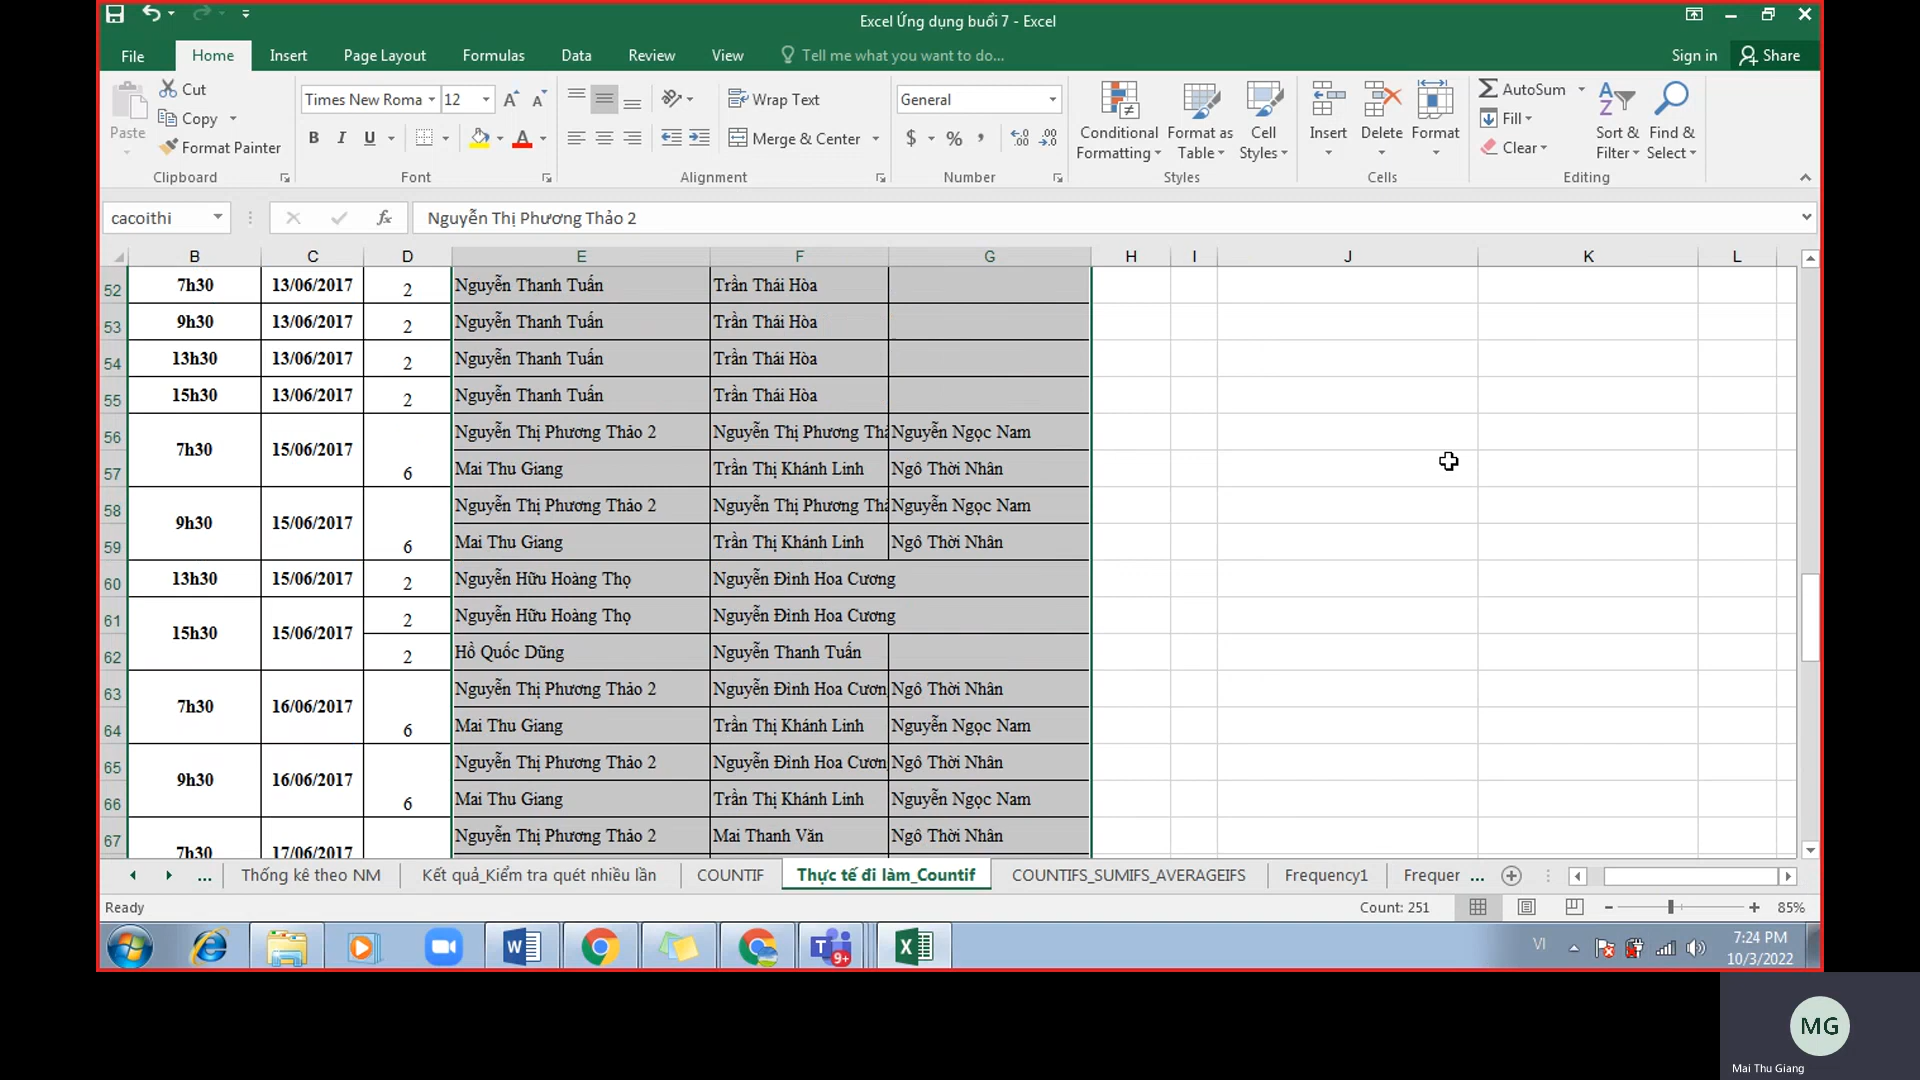 Excel Ứng dụng buổi 7 - Excel
File Home Insert Page Layout Formulas Data Review View Tell me what you want to do... Sign in Share
Paste Cut Copy Format Painter Clipboard
Times New Roma 12 B I U A Font
Wrap Text Merge & Center Alignment
General $ % , Number
Conditional Formatting Format as Table Cell Styles Styles
Insert Delete Format Cells
AutoSum Fill Clear Sort & Filter Find & Select Editing
cacoithi fx Nguyễn Thị Phương Thảo 2
B C D E F G H I J K L
52 7h30 13/06/2017 2 Nguyễn Thanh Tuấn Trần Thái Hòa
53 9h30 13/06/2017 2 Nguyễn Thanh Tuấn Trần Thái Hòa
54 13h30 13/06/2017 2 Nguyễn Thanh Tuấn Trần Thái Hòa
55 15h30 13/06/2017 2 Nguyễn Thanh Tuấn Trần Thái Hòa
56 7h30 15/06/2017 Nguyễn Thị Phương Thảo 2 Nguyễn Thị Phương Thả Nguyễn Ngọc Nam
57 6 Mai Thu Giang Trần Thị Khánh Linh Ngô Thời Nhân
58 9h30 15/06/2017 Nguyễn Thị Phương Thảo 2 Nguyễn Thị Phương Thả Nguyễn Ngọc Nam
59 6 Mai Thu Giang Trần Thị Khánh Linh Ngô Thời Nhân
60 13h30 15/06/2017 2 Nguyễn Hữu Hoàng Thọ Nguyễn Đình Hoa Cương
61 15h30 15/06/2017 2 Nguyễn Hữu Hoàng Thọ Nguyễn Đình Hoa Cương
62 2 Hồ Quốc Dũng Nguyễn Thanh Tuấn
63 7h30 16/06/2017 Nguyễn Thị Phương Thảo 2 Nguyễn Đình Hoa Cươn Ngô Thời Nhân
64 6 Mai Thu Giang Trần Thị Khánh Linh Nguyễn Ngọc Nam
65 9h30 16/06/2017 Nguyễn Thị Phương Thảo 2 Nguyễn Đình Hoa Cươn Ngô Thời Nhân
66 6 Mai Thu Giang Trần Thị Khánh Linh Nguyễn Ngọc Nam
67 7h30 17/06/2017 Nguyễn Thị Phương Thảo 2 Mai Thanh Văn Ngô Thời Nhân
... Thống kê theo NM Kết quả_Kiểm tra quét nhiều lần COUNTIF Thực tế đi làm_Countif COUNTIFS_SUMIFS_AVERAGEIFS Frequency1 Frequer ...
Ready Count: 251 85%
9+ VI 7:24 PM
10/3/2022
MG
Mai Thu Giang